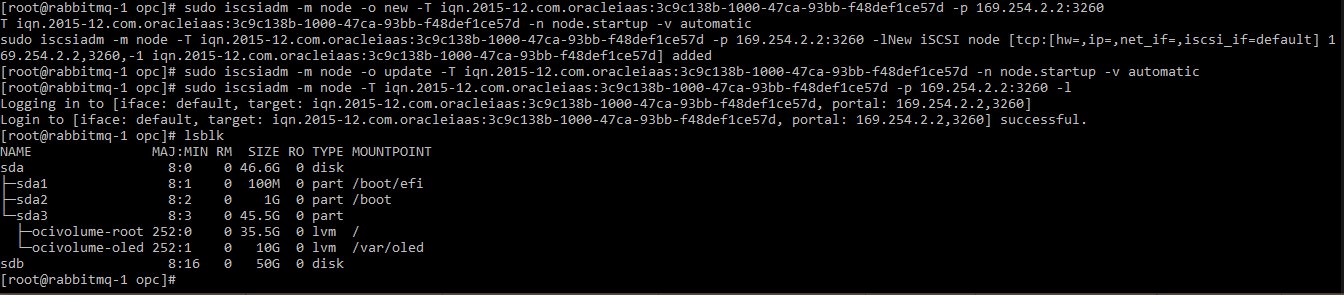 [root@rabbitmq-1 opc]# sudo iscsiadm -m node -o new -T iqn.2015-12.com.oracleiaas:3c9c138b-1000-47ca-93bb-f48def1ce57d -p 169.254.2.2:3260
T iqn.2015-12.com.oracleiaas:3c9c138b-1000-47ca-93bb-f48def1ce57d -n node.startup -v automatic
sudo iscsiadm -m node -T iqn.2015-12.com.oracleiaas:3c9c138b-1000-47ca-93bb-f48def1ce57d -p 169.254.2.2:3260 -lNew iSCSI node [tcp:[hw=,ip=,net_if=,iscsi_if=default] 1
69.254.2.2,3260,-1 iqn.2015-12.com.oracleiaas:3c9c138b-1000-47ca-93bb-f48def1ce57d] added
[root@rabbitmq-1 opc]# sudo iscsiadm -m node -o update -T iqn.2015-12.com.oracleiaas:3c9c138b-1000-47ca-93bb-f48def1ce57d -n node.startup -v automatic
[root@rabbitmq-1 opc]# sudo iscsiadm -m node -T iqn.2015-12.com.oracleiaas:3c9c138b-1000-47ca-93bb-f48def1ce57d -p 169.254.2.2:3260 -l
Logging in to [iface: default, target: iqn.2015-12.com.oracleiaas:3c9c138b-1000-47ca-93bb-f48def1ce57d, portal: 169.254.2.2,3260]
Login to [iface: default, target: iqn.2015-12.com.oracleiaas:3c9c138b-1000-47ca-93bb-f48def1ce57d, portal: 169.254.2.2,3260] successful.
[root@rabbitmq-1 opc]# lsblk
NAME               MAJ:MIN RM  SIZE RO TYPE MOUNTPOINT
sda                  8:0    0 46.6G  0 disk
├─sda1               8:1    0  100M  0 part /boot/efi
├─sda2               8:2    0    1G  0 part /boot
└─sda3               8:3    0 45.5G  0 part
  ├─ocivolume-root 252:0    0 35.5G  0 lvm  /
  └─ocivolume-oled 252:1    0   10G  0 lvm  /var/oled
sdb                  8:16   0   50G  0 disk
[root@rabbitmq-1 opc]#